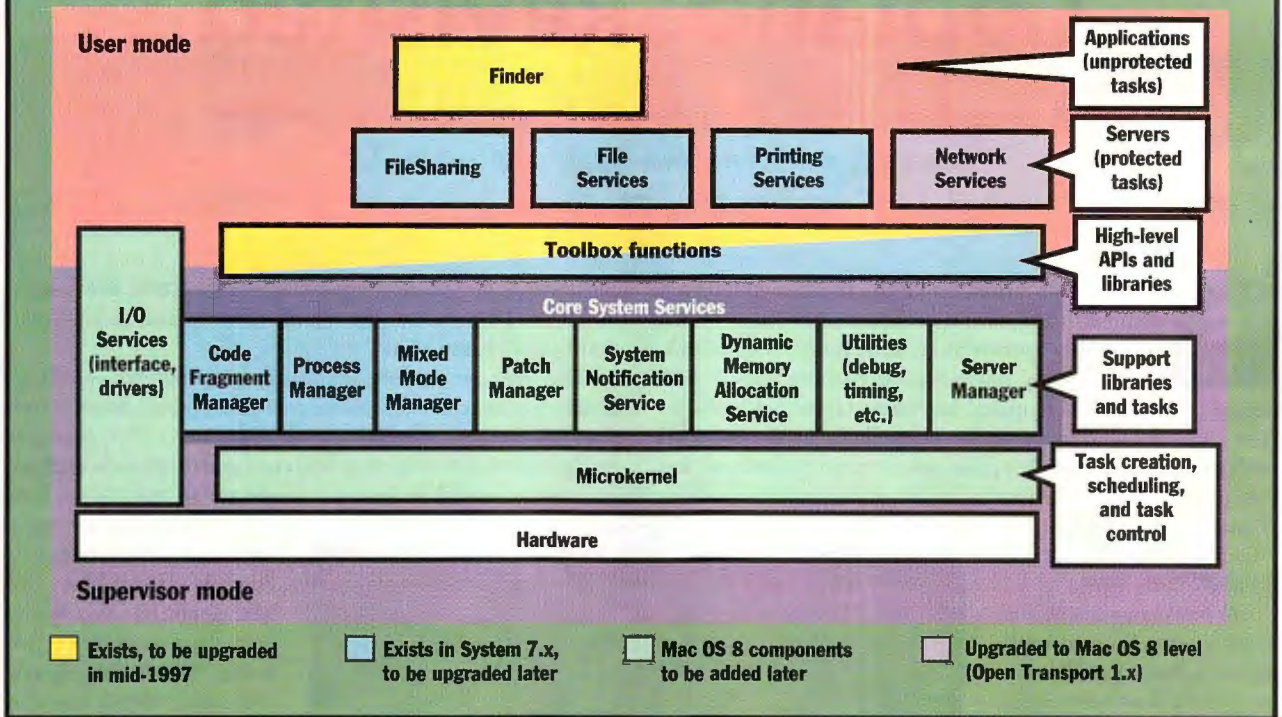 User mode
Finder
Applications
(unprotected
tasks)
FileSharing
File
Services
Printing
Services
Network
Services
Servers
(protected
tasks)
Toolbox functions
High-level
APIs and
libraries
Core System Services
I/O
Services
(interface,
drivers)
Code
Fragment
Manager
Process
Manager
Mixed
Mode
Manager
Patch
Manager
System
Notification
Service
Dynamic
Memory
Allocation
Service
Utilities
(debug,
timing,
etc.)
Server
Manager
Support
libraries
and tasks
Microkernel
Task creation,
scheduling,
and task
control
Hardware
Supervisor mode
Exists, to be upgraded
in mid-1997
Exists in System 7.x,
to be upgraded later
Mac OS 8 components
to be added later
Upgraded to Mac OS 8 level
(Open Transport 1.x)